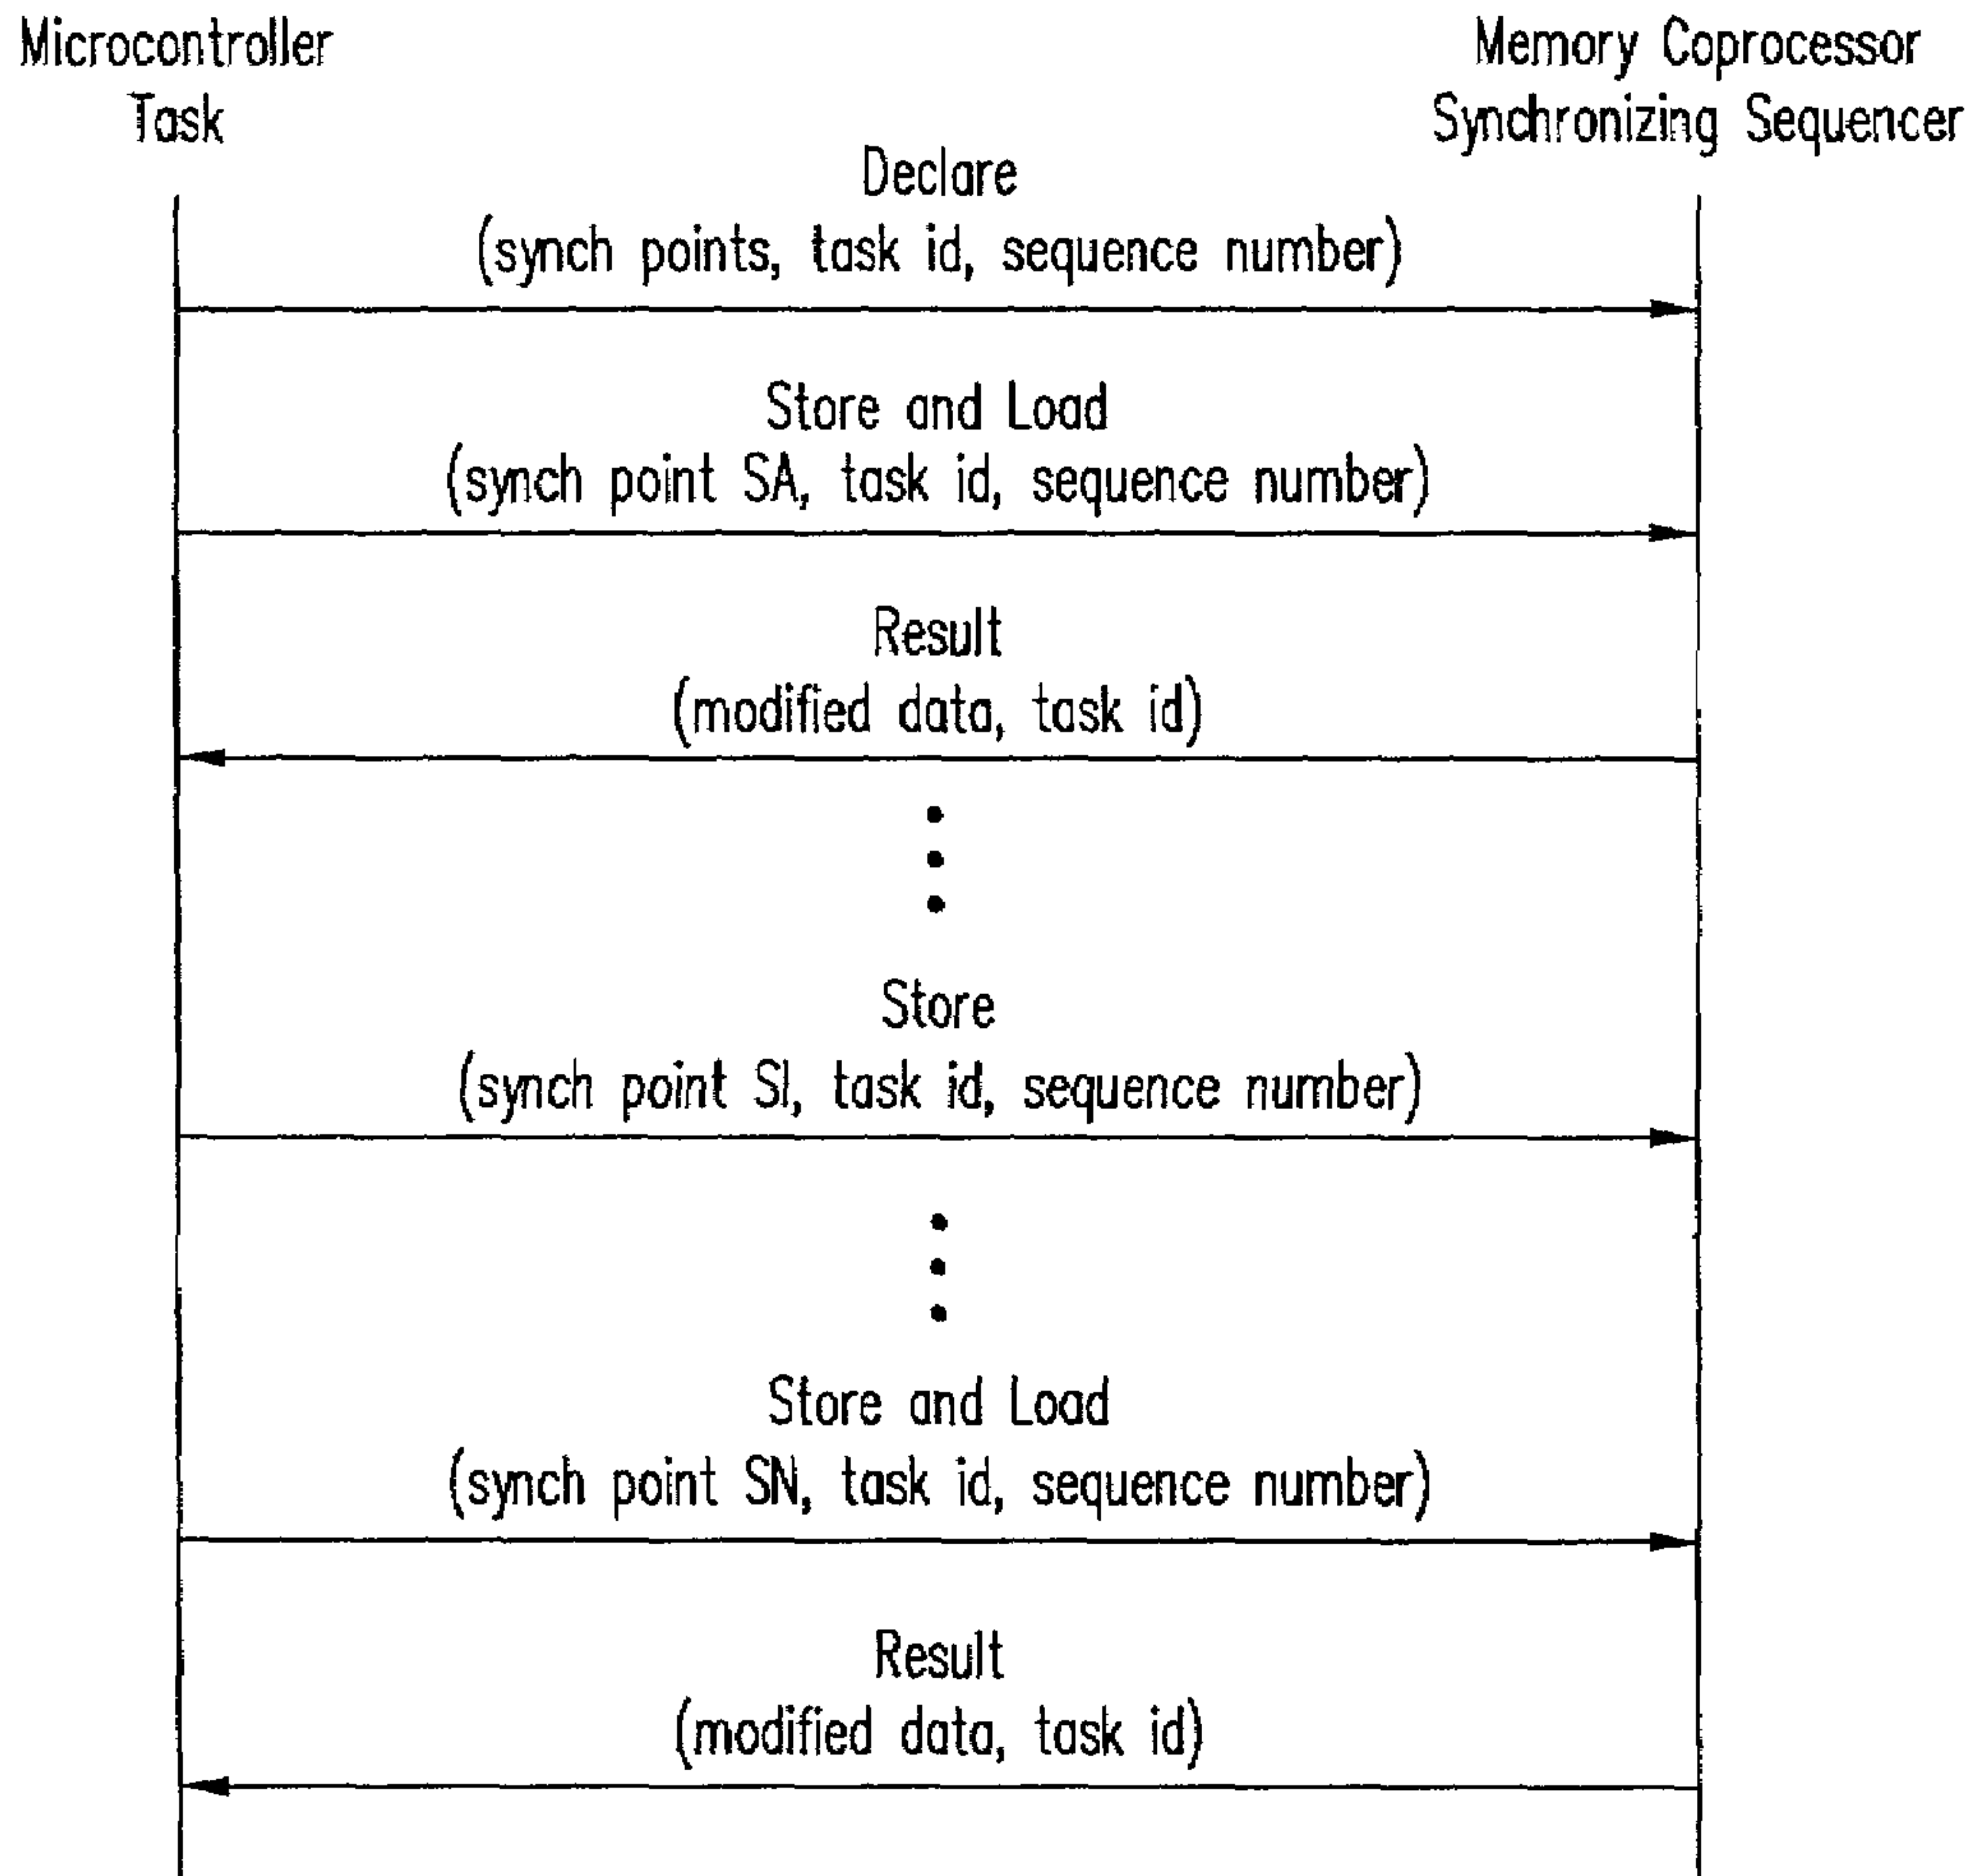 Microcontroller
Task
Memory Coprocessor
Synchronizing Sequencer
Declare
(synch points, task id, sequence number)
Store and Load
(synch point SA, task id, sequence number)
Result
(modified data, task id)
Store
(synch point SI, task id, sequence number)
Store and Load
(synch point SN, task id, sequence number)
Result
(modified data, task id)